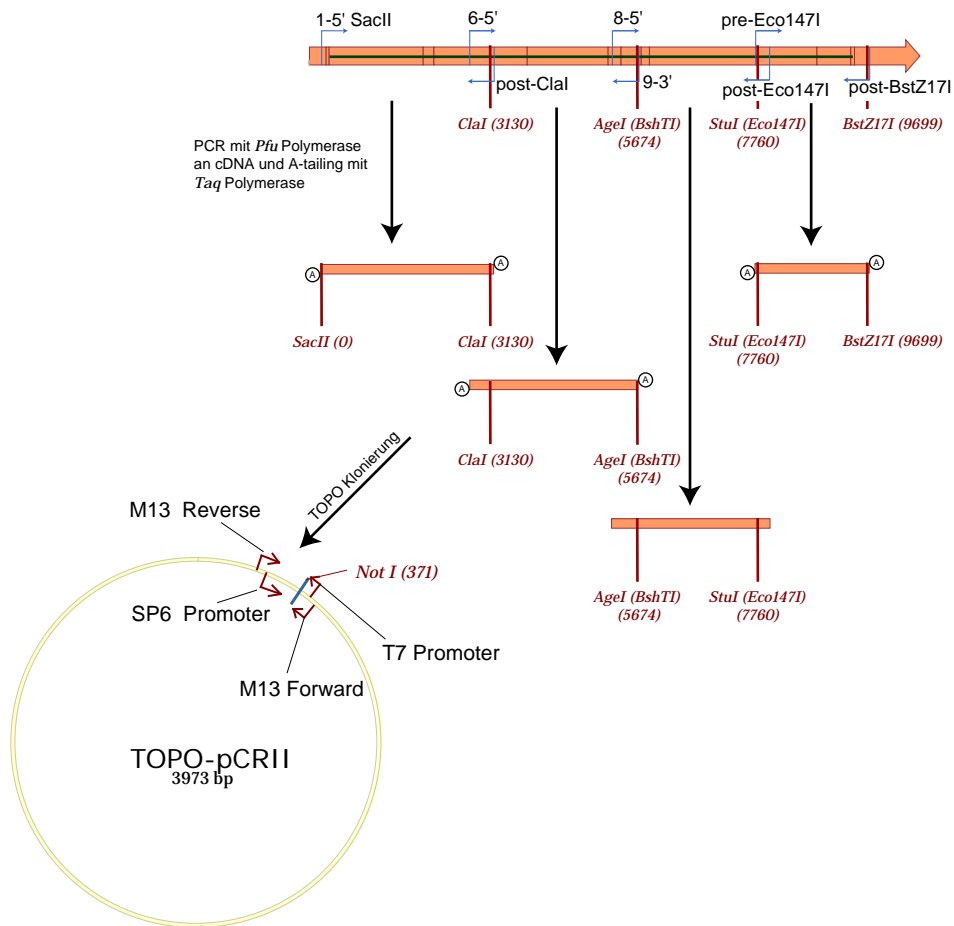 1-5' SacII
6-5'
8-5'
pre-Eco147I
post-ClaI
9-3'
post-Eco147I
post-BstZ17I
ClaI (3130)
AgeI (BshTI)
(5674)
StuI (Eco147I)
(7760)
BstZ17I (9699)
PCR mit Pfu Polymerase
an cDNA und A-tailing mit
Taq Polymerase
A
A
A
A
SacII (0)
ClaI (3130)
StuI (Eco147I)
(7760)
BstZ17I (9699)
A
A
ClaI (3130)
AgeI (BshTI)
(5674)
TOPO Klonierung
AgeI (BshTI)
(5674)
StuI (Eco147I)
(7760)
M13 Reverse
Not I (371)
SP6 Promoter
T7 Promoter
M13 Forward
TOPO-pCRII
3973 bp